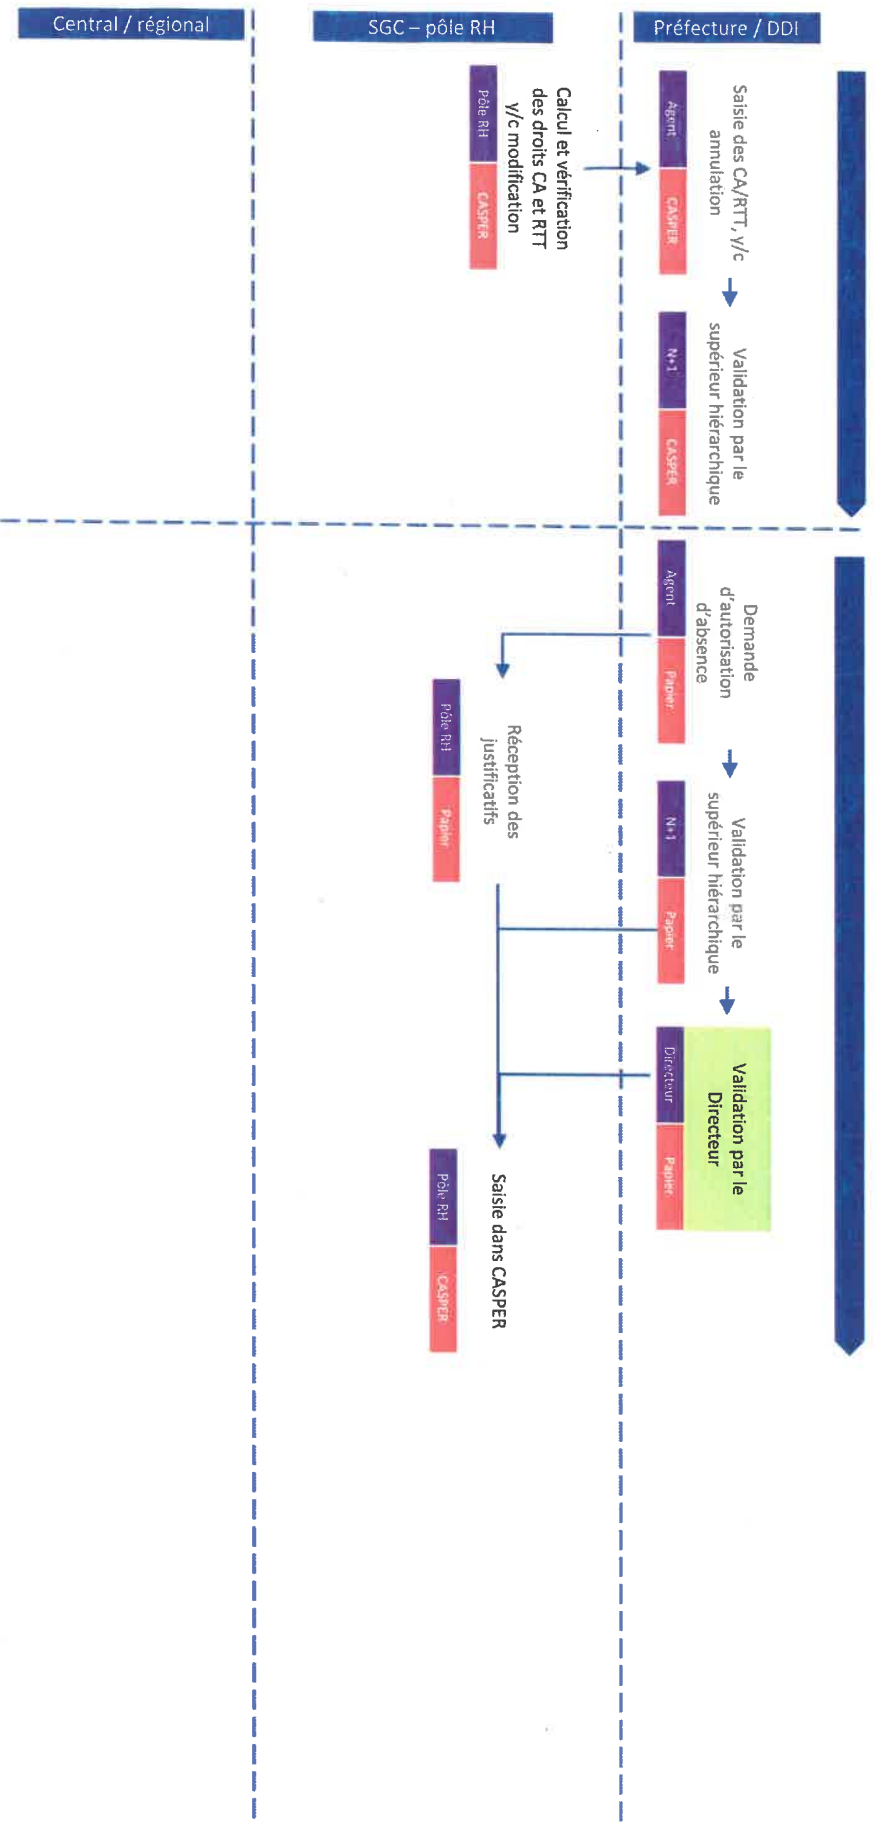 Préfecture / DDI
Saisie des CA/RTT, y/c
annulation
Agent
CASPER
Validation par le
supérieur hiérarchique
N+1
CASPER
Demande
d'autorisation
d'absence
Agent
Papier
Validation par le
supérieur hiérarchique
N+1
Papier
Validation par le
Directeur
Directeur
Papier
SGC – pôle RH
Calcul et vérification
des droits CA et RTT
y/c modification
Pôle RH
CASPER
Réception des
justificatifs
Pôle RH
Papier
Saisie dans CASPER
Pôle RH
CASPER
Central / régional